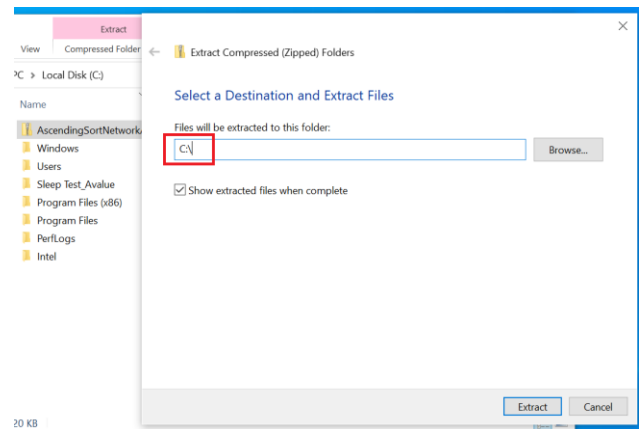 Extract
View Compressed Folder
Extract Compressed (Zipped) Folders
PC > Local Disk (C:)
Name
AscendingSortNetwork
Windows
Users
Sleep Test_Avalue
Program Files (x86)
Program Files
PerfLogs
Intel
20 KB
Select a Destination and Extract Files
Files will be extracted to this folder:
C:\
Browse...
Show extracted files when complete
Extract Cancel